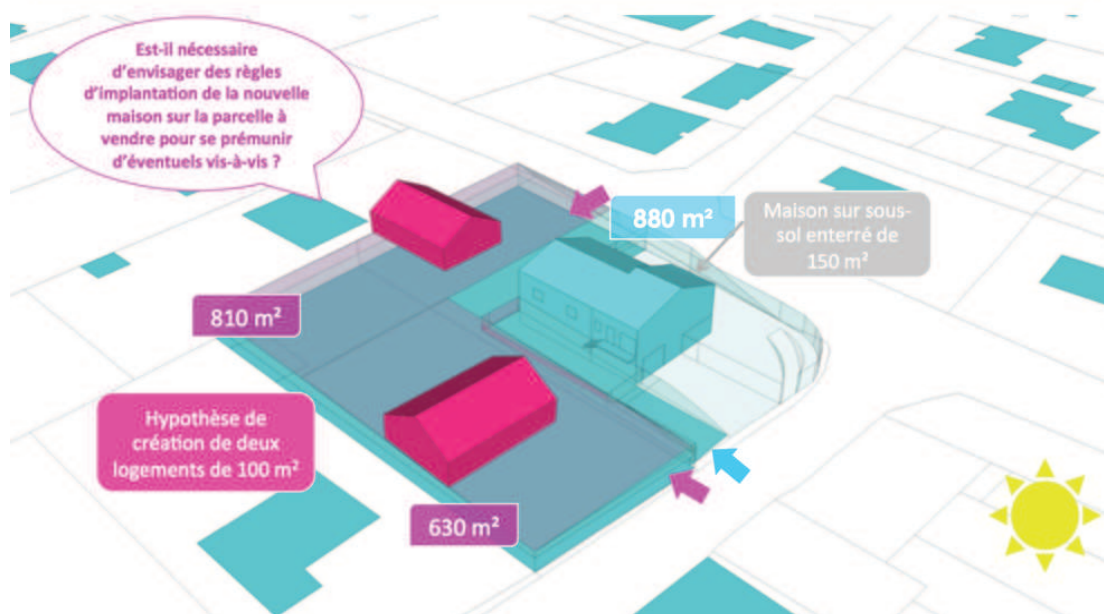 Est-il nécessaire
d'envisager des règles
d'implantation de la nouvelle
maison sur la parcelle à
vendre pour se prémunir
d'éventuels vis-à-vis ?
880 m²
Maison sur sous-
sol enterré de
150 m²
810 m²
Hypothèse de
création de deux
logements de 100 m²
630 m²